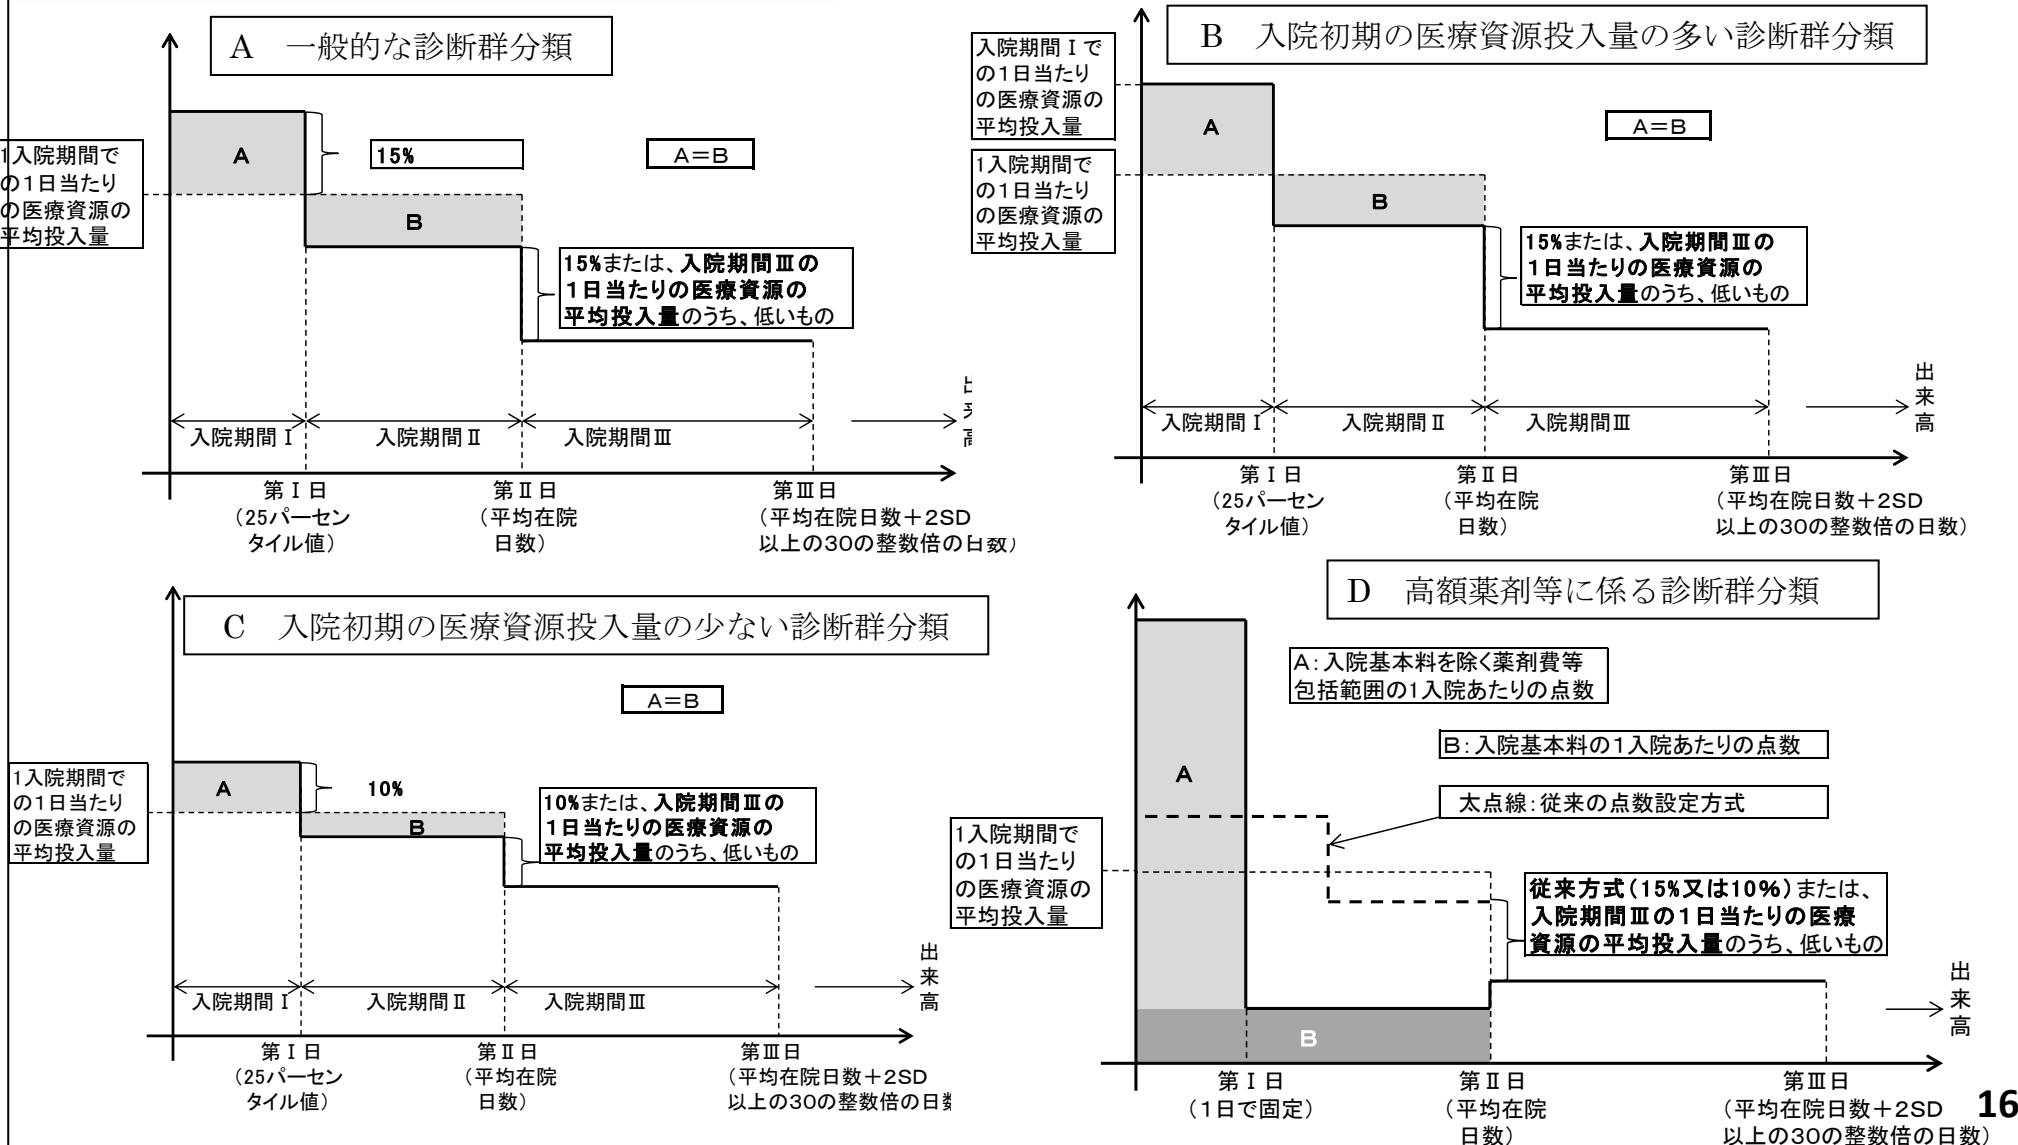 A　一般的な診断群分類
1入院期間で
の1日当たり
の医療資源の
平均投入量
A
15%
A=B
B
15%または、入院期間Ⅲの
1日当たりの医療資源の
平均投入量のうち、低いもの
出
来
高
入院期間Ⅰ
入院期間Ⅱ
入院期間Ⅲ
第Ⅰ日
(25パーセン
タイル値)
第Ⅱ日
(平均在院
日数)
第Ⅲ日
(平均在院日数+2SD
以上の30の整数倍の日数)
B　入院初期の医療資源投入量の多い診断群分類
入院期間Ⅰで
の1日当たり
の医療資源の
平均投入量
A
A=B
1入院期間で
の1日当たり
の医療資源の
平均投入量
B
15%または、入院期間Ⅲの
1日当たりの医療資源の
平均投入量のうち、低いもの
出
来
高
入院期間Ⅰ
入院期間Ⅱ
入院期間Ⅲ
第Ⅰ日
(25パーセン
タイル値)
第Ⅱ日
(平均在院
日数)
第Ⅲ日
(平均在院日数+2SD
以上の30の整数倍の日数)
C　入院初期の医療資源投入量の少ない診断群分類
A=B
1入院期間で
の1日当たり
の医療資源の
平均投入量
A
10%
B
10%または、入院期間Ⅲの
1日当たりの医療資源の
平均投入量のうち、低いもの
出
来
高
入院期間Ⅰ
入院期間Ⅱ
入院期間Ⅲ
第Ⅰ日
(25パーセン
タイル値)
第Ⅱ日
(平均在院
日数)
第Ⅲ日
(平均在院日数+2SD
以上の30の整数倍の日数
D　高額薬剤等に係る診断群分類
A:入院基本料を除く薬剤費等
包括範囲の1入院あたりの点数
B:入院基本料の1入院あたりの点数
A
太点線:従来の点数設定方式
1入院期間で
の1日当たり
の医療資源の
平均投入量
従来方式(15%又は10%)または、
入院期間Ⅲの1日当たりの医療
資源の平均投入量のうち、低いもの
出
来
高
B
第Ⅰ日
(1日で固定)
第Ⅱ日
(平均在院
日数)
第Ⅲ日
(平均在院日数+2SD
以上の30の整数倍の日数)
16